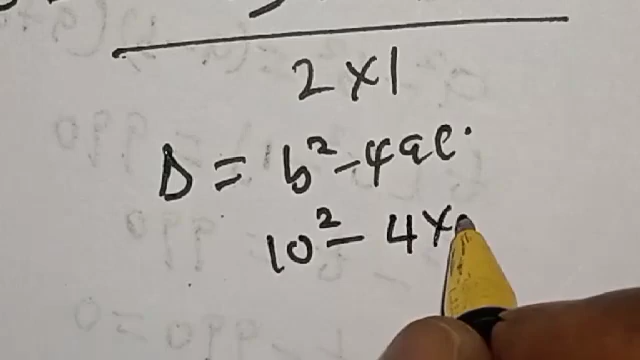 2 × 1
D = b² - 4ac.
10² - 4×